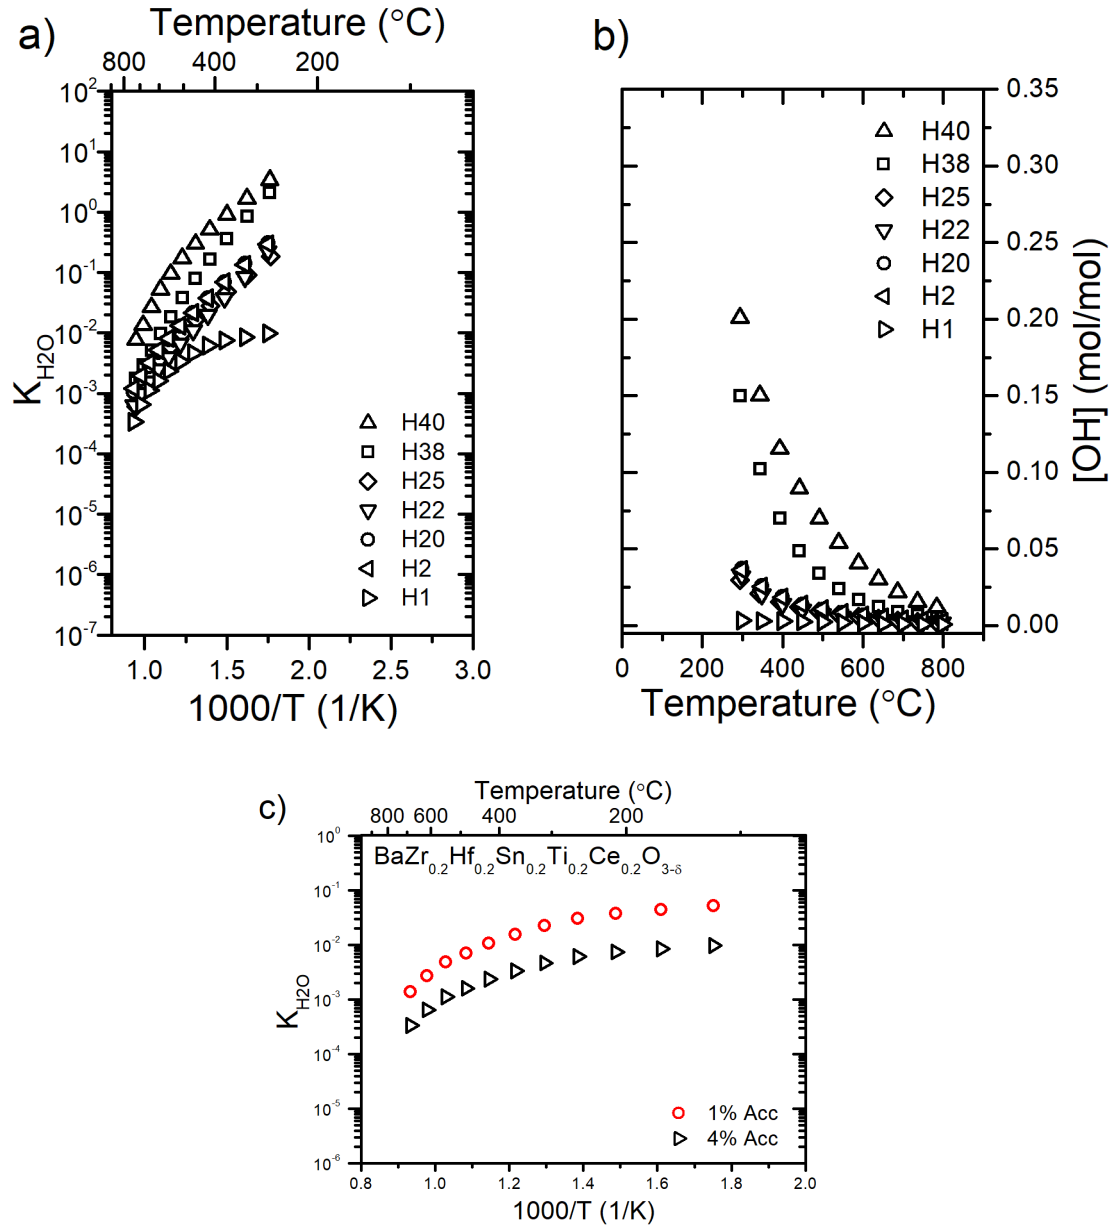 a)
Temperature (°C)
800 400 200
10²
10¹
10⁰
10⁻¹
10⁻²
10⁻³
10⁻⁴
10⁻⁵
10⁻⁶
10⁻⁷
K_H2O
H40
H38
H25
H22
H20
H2
H1
1.0 1.5 2.0 2.5 3.0
1000/T (1/K)
b)
H40
H38
H25
H22
H20
H2
H1
0.35
0.30
0.25
0.20
0.15
0.10
0.05
0.00
[OH] (mol/mol)
0 200 400 600 800
Temperature (°C)
c)
Temperature (°C)
800 600 400 200
BaZr₀.₂Hf₀.₂Sn₀.₂Ti₀.₂Ce₀.₂O₃₋δ
10⁰
10⁻¹
10⁻²
10⁻³
10⁻⁴
10⁻⁵
10⁻⁶
K_H2O
1% Acc
4% Acc
0.8 1.0 1.2 1.4 1.6 1.8 2.0
1000/T (1/K)